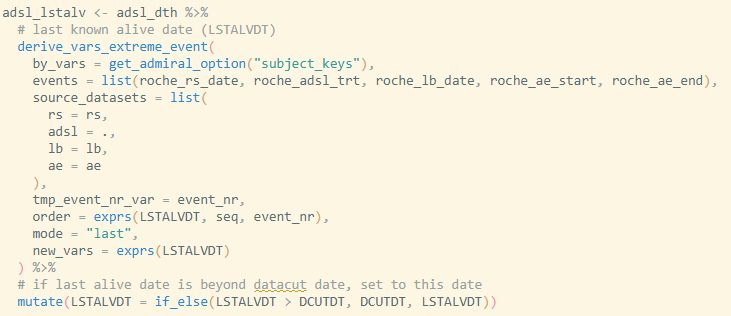 adsl_lstalv <- adsl_dth %>%
  # last known alive date (LSTALVDT)
  derive_vars_extreme_event(
    by_vars = get_admiral_option("subject_keys"),
    events = list(roche_rs_date, roche_adsl_trt, roche_lb_date, roche_ae_start, roche_ae_end),
    source_datasets = list(
      rs = rs,
      adsl = .,
      lb = lb,
      ae = ae
    ),
    tmp_event_nr_var = event_nr,
    order = exprs(LSTALVDT, seq, event_nr),
    mode = "last",
    new_vars = exprs(LSTALVDT)
  ) %>%
  # if last alive date is beyond datacut date, set to this date
  mutate(LSTALVDT = if_else(LSTALVDT > DCUTDT, DCUTDT, LSTALVDT))